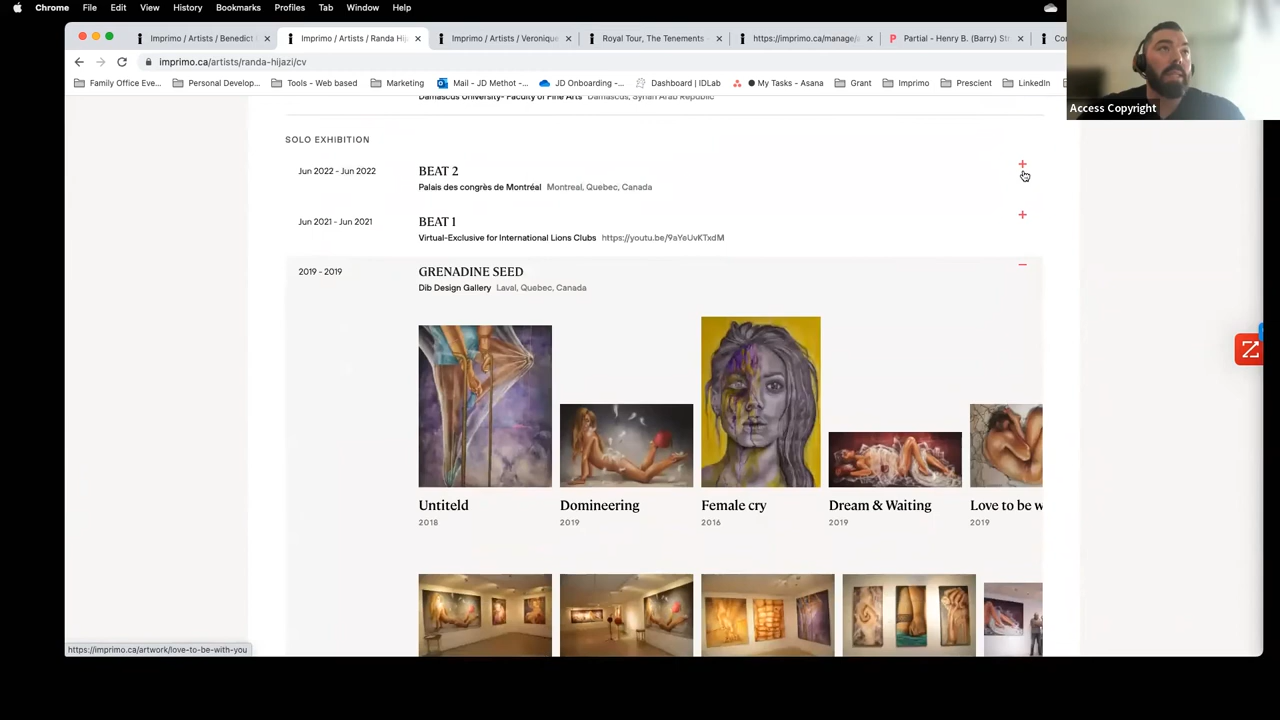 Chrome File Edit View History Bookmarks Profiles Tab Window Help
Imprimo / Artists / Benedict
Imprimo / Artists / Randa Hija
Imprimo / Artists / Veronique
Royal Tour, The Tenements -
https://imprimo.ca/manage/a
Partial - Henry B. (Barry) St
imprimo.ca/artists/randa-hijazi/cv
Family Office Eve... Personal Develop... Tools - Web based Marketing Mail - JD Methot -... JD Onboarding -... Dashboard | IDLab My Tasks - Asana Grant Imprimo Prescient LinkedIn
Access Copyright
Damascus University- Faculty of Fine Arts Damascus, Syrian Arab Republic
SOLO EXHIBITION
Jun 2022 - Jun 2022 BEAT 2
Palais des congrès de Montréal Montreal, Quebec, Canada
Jun 2021 - Jun 2021 BEAT 1
Virtual-Exclusive for International Lions Clubs
2019 - 2019 GRENADINE SEED
Dib Design Gallery Laval, Quebec, Canada
Untiteld Domineering Female cry Dream & Waiting Love to be w
2018 2019 2016 2019 2019
https://imprimo.ca/artwork/love-to-be-with-you